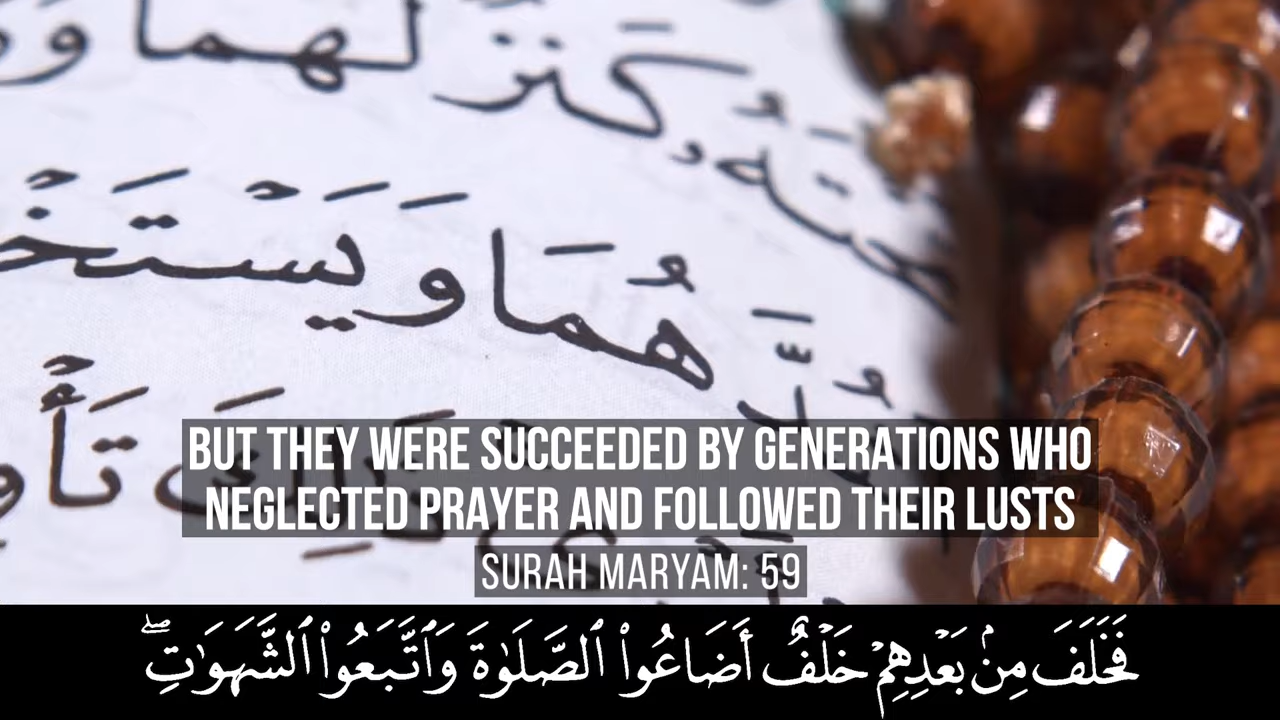 كَنزٌ لَهُمَا
هُمَا وَيَسْتَخْ
تَأْ
BUT THEY WERE SUCCEEDED BY GENERATIONS WHO
NEGLECTED PRAYER AND FOLLOWED THEIR LUSTS
SURAH MARYAM: 59
فَخَلَفَ مِنۢ بَعْدِهِمْ خَلْفٌ أَضَاعُوا۟ ٱلصَّلَوٰةَ وَٱتَّبَعُوا۟ ٱلشَّهَوَٰتِ ۖ